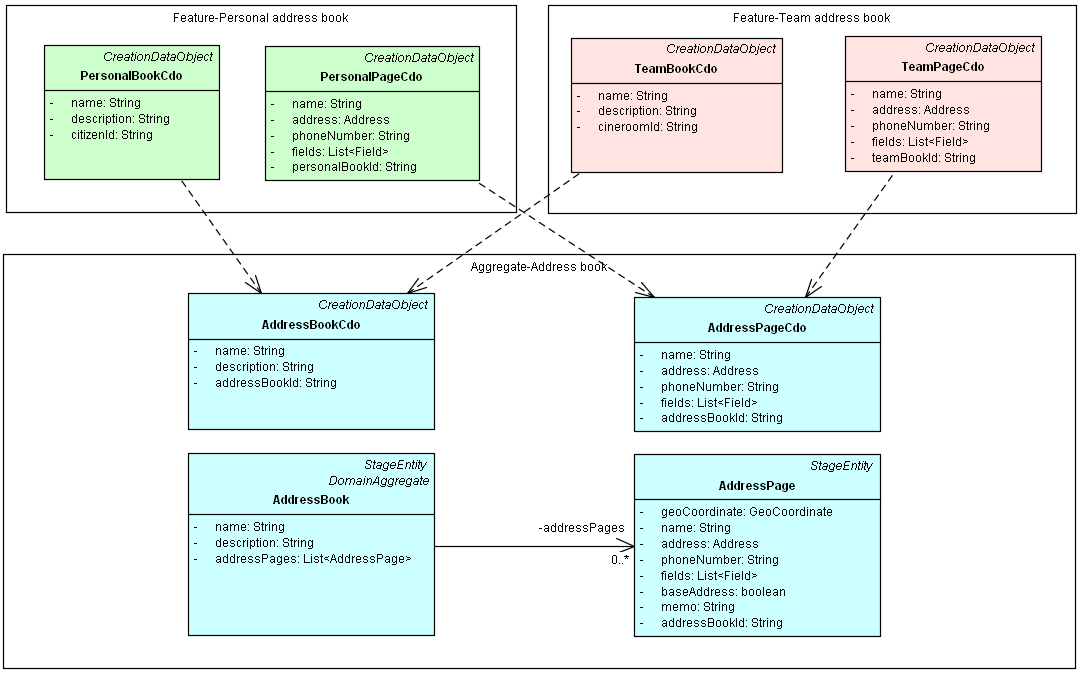 Feature-Personal address book
CreationDataObject
PersonalBookCdo
- name: String
- description: String
- citizenId: String
CreationDataObject
PersonalPageCdo
- name: String
- address: Address
- phoneNumber: String
- fields: List<Field>
- personalBookId: String
Feature-Team address book
CreationDataObject
TeamBookCdo
- name: String
- description: String
- cineroomId: String
CreationDataObject
TeamPageCdo
- name: String
- address: Address
- phoneNumber: String
- fields: List<Field>
- teamBookId: String
Aggregate-Address book
CreationDataObject
AddressBookCdo
- name: String
- description: String
- addressBookId: String
CreationDataObject
AddressPageCdo
- name: String
- address: Address
- phoneNumber: String
- fields: List<Field>
- addressBookId: String
StageEntity
DomainAggregate
AddressBook
- name: String
- description: String
- addressPages: List<AddressPage>
-addressPages
0..*
StageEntity
AddressPage
- geoCoordinate: GeoCoordinate
- name: String
- address: Address
- phoneNumber: String
- fields: List<Field>
- baseAddress: boolean
- memo: String
- addressBookId: String